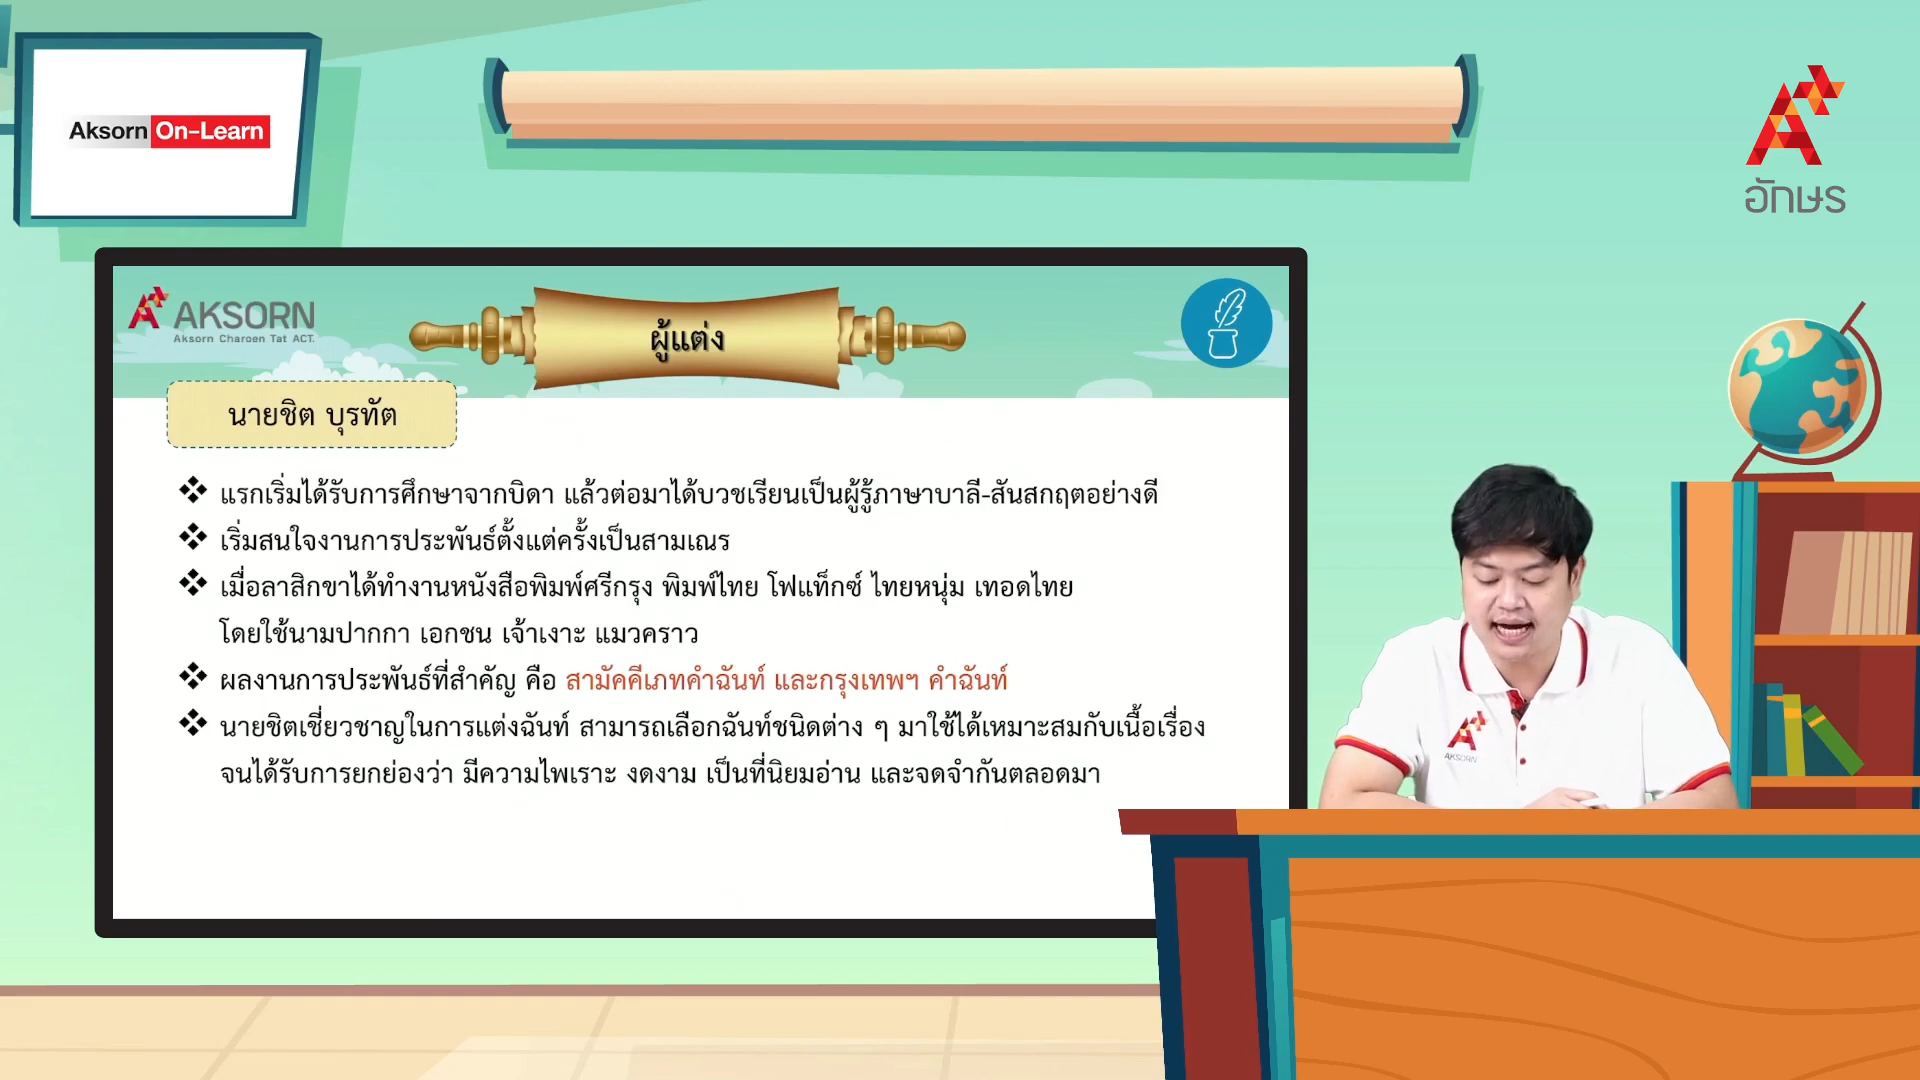 Aksorn On-Learn
อักษร
AKSORN
Aksorn Charoen Tat ACT.
ผู้แต่ง
นายชิต บุรทัต
❖ แรกเริ่มได้รับการศึกษาจากบิดา แล้วต่อมาได้บวชเรียนเป็นผู้รู้ภาษาบาลี-สันสกฤตอย่างดี
❖ เริ่มสนใจงานการประพันธ์ตั้งแต่ครั้งเป็นสามเณร
❖ เมื่อลาสิกขาได้ทำงานหนังสือพิมพ์ศรีกรุง พิมพ์ไทย โฟแท็กซ์ ไทยหนุ่ม เทอดไทย
โดยใช้นามปากกา เอกชน เจ้าเงาะ แมวคราว
❖ ผลงานการประพันธ์ที่สำคัญ คือ สามัคคีเภทคำฉันท์ และกรุงเทพฯ คำฉันท์
❖ นายชิตเชี่ยวชาญในการแต่งฉันท์ สามารถเลือกฉันท์ชนิดต่าง ๆ มาใช้ได้เหมาะสมกับเนื้อเรื่อง
จนได้รับการยกย่องว่า มีความไพเราะ งดงาม เป็นที่นิยมอ่าน และจดจำกันตลอดมา
AKSORN